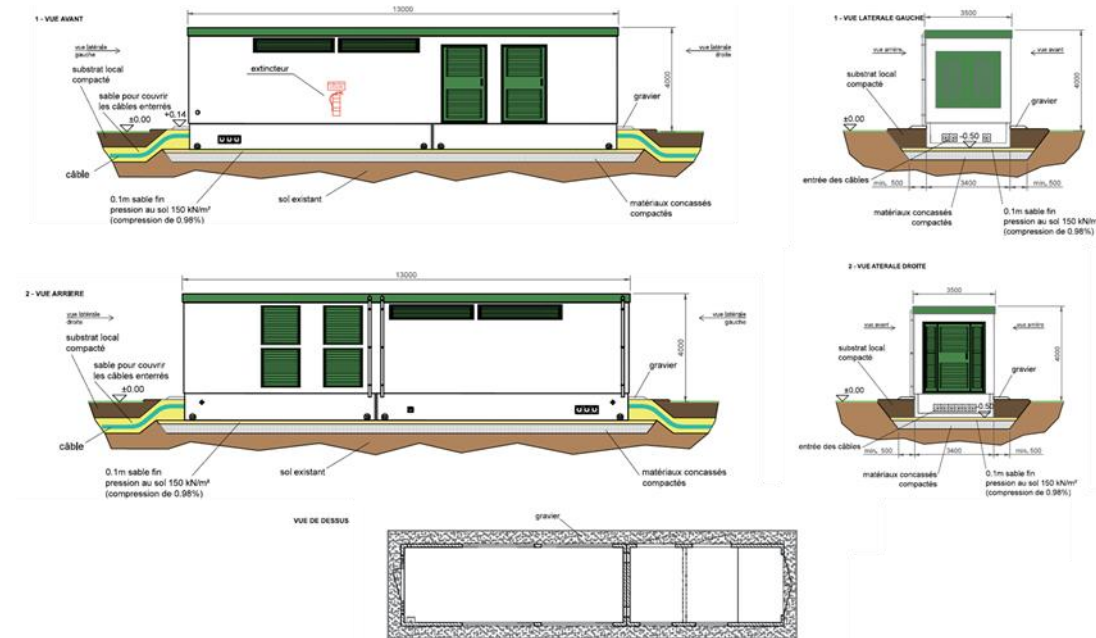 1 - VUE AVANT
13000
vue latérale
gauche
vue latérale
droite
substrat local
compacté
extincteur
4000
sable pour couvrir
les câbles enterrés
gravier
±0.00
+0.14
câble
0.1m sable fin
pression au sol 150 kN/m²
(compression de 0.98%)
sol existant
matériaux concassés
compactés
1 - VUE LATERALE GAUCHE
3500
vue arrière
vue avant
substrat local
compacté
4000
gravier
±0.00
-0.50
entrée des câbles
min. 500
3400
min. 500
matériaux concassés
compactés
0.1m sable fin
pression au sol 150 kN/m
(compression de 0.98%)
2 - VUE ARRIERE
13000
vue latérale
droite
vue latérale
gauche
substrat local
compacté
4000
sable pour couvrir
les câbles enterrés
gravier
±0.00
câble
0.1m sable fin
pression au sol 150 kN/m²
(compression de 0.98%)
sol existant
matériaux concassés
compactés
2 - VUE ATERALE DROITE
3500
vue avant
vue arrière
substrat local
compacté
4000
gravier
±0.00
-0.50
entrée des câbles
min. 500
3400
min. 500
matériaux concassés
compactés
0.1m sable fin
pression au sol 150 kN/m²
(compression de 0.98%)
VUE DE DESSUS
gravier